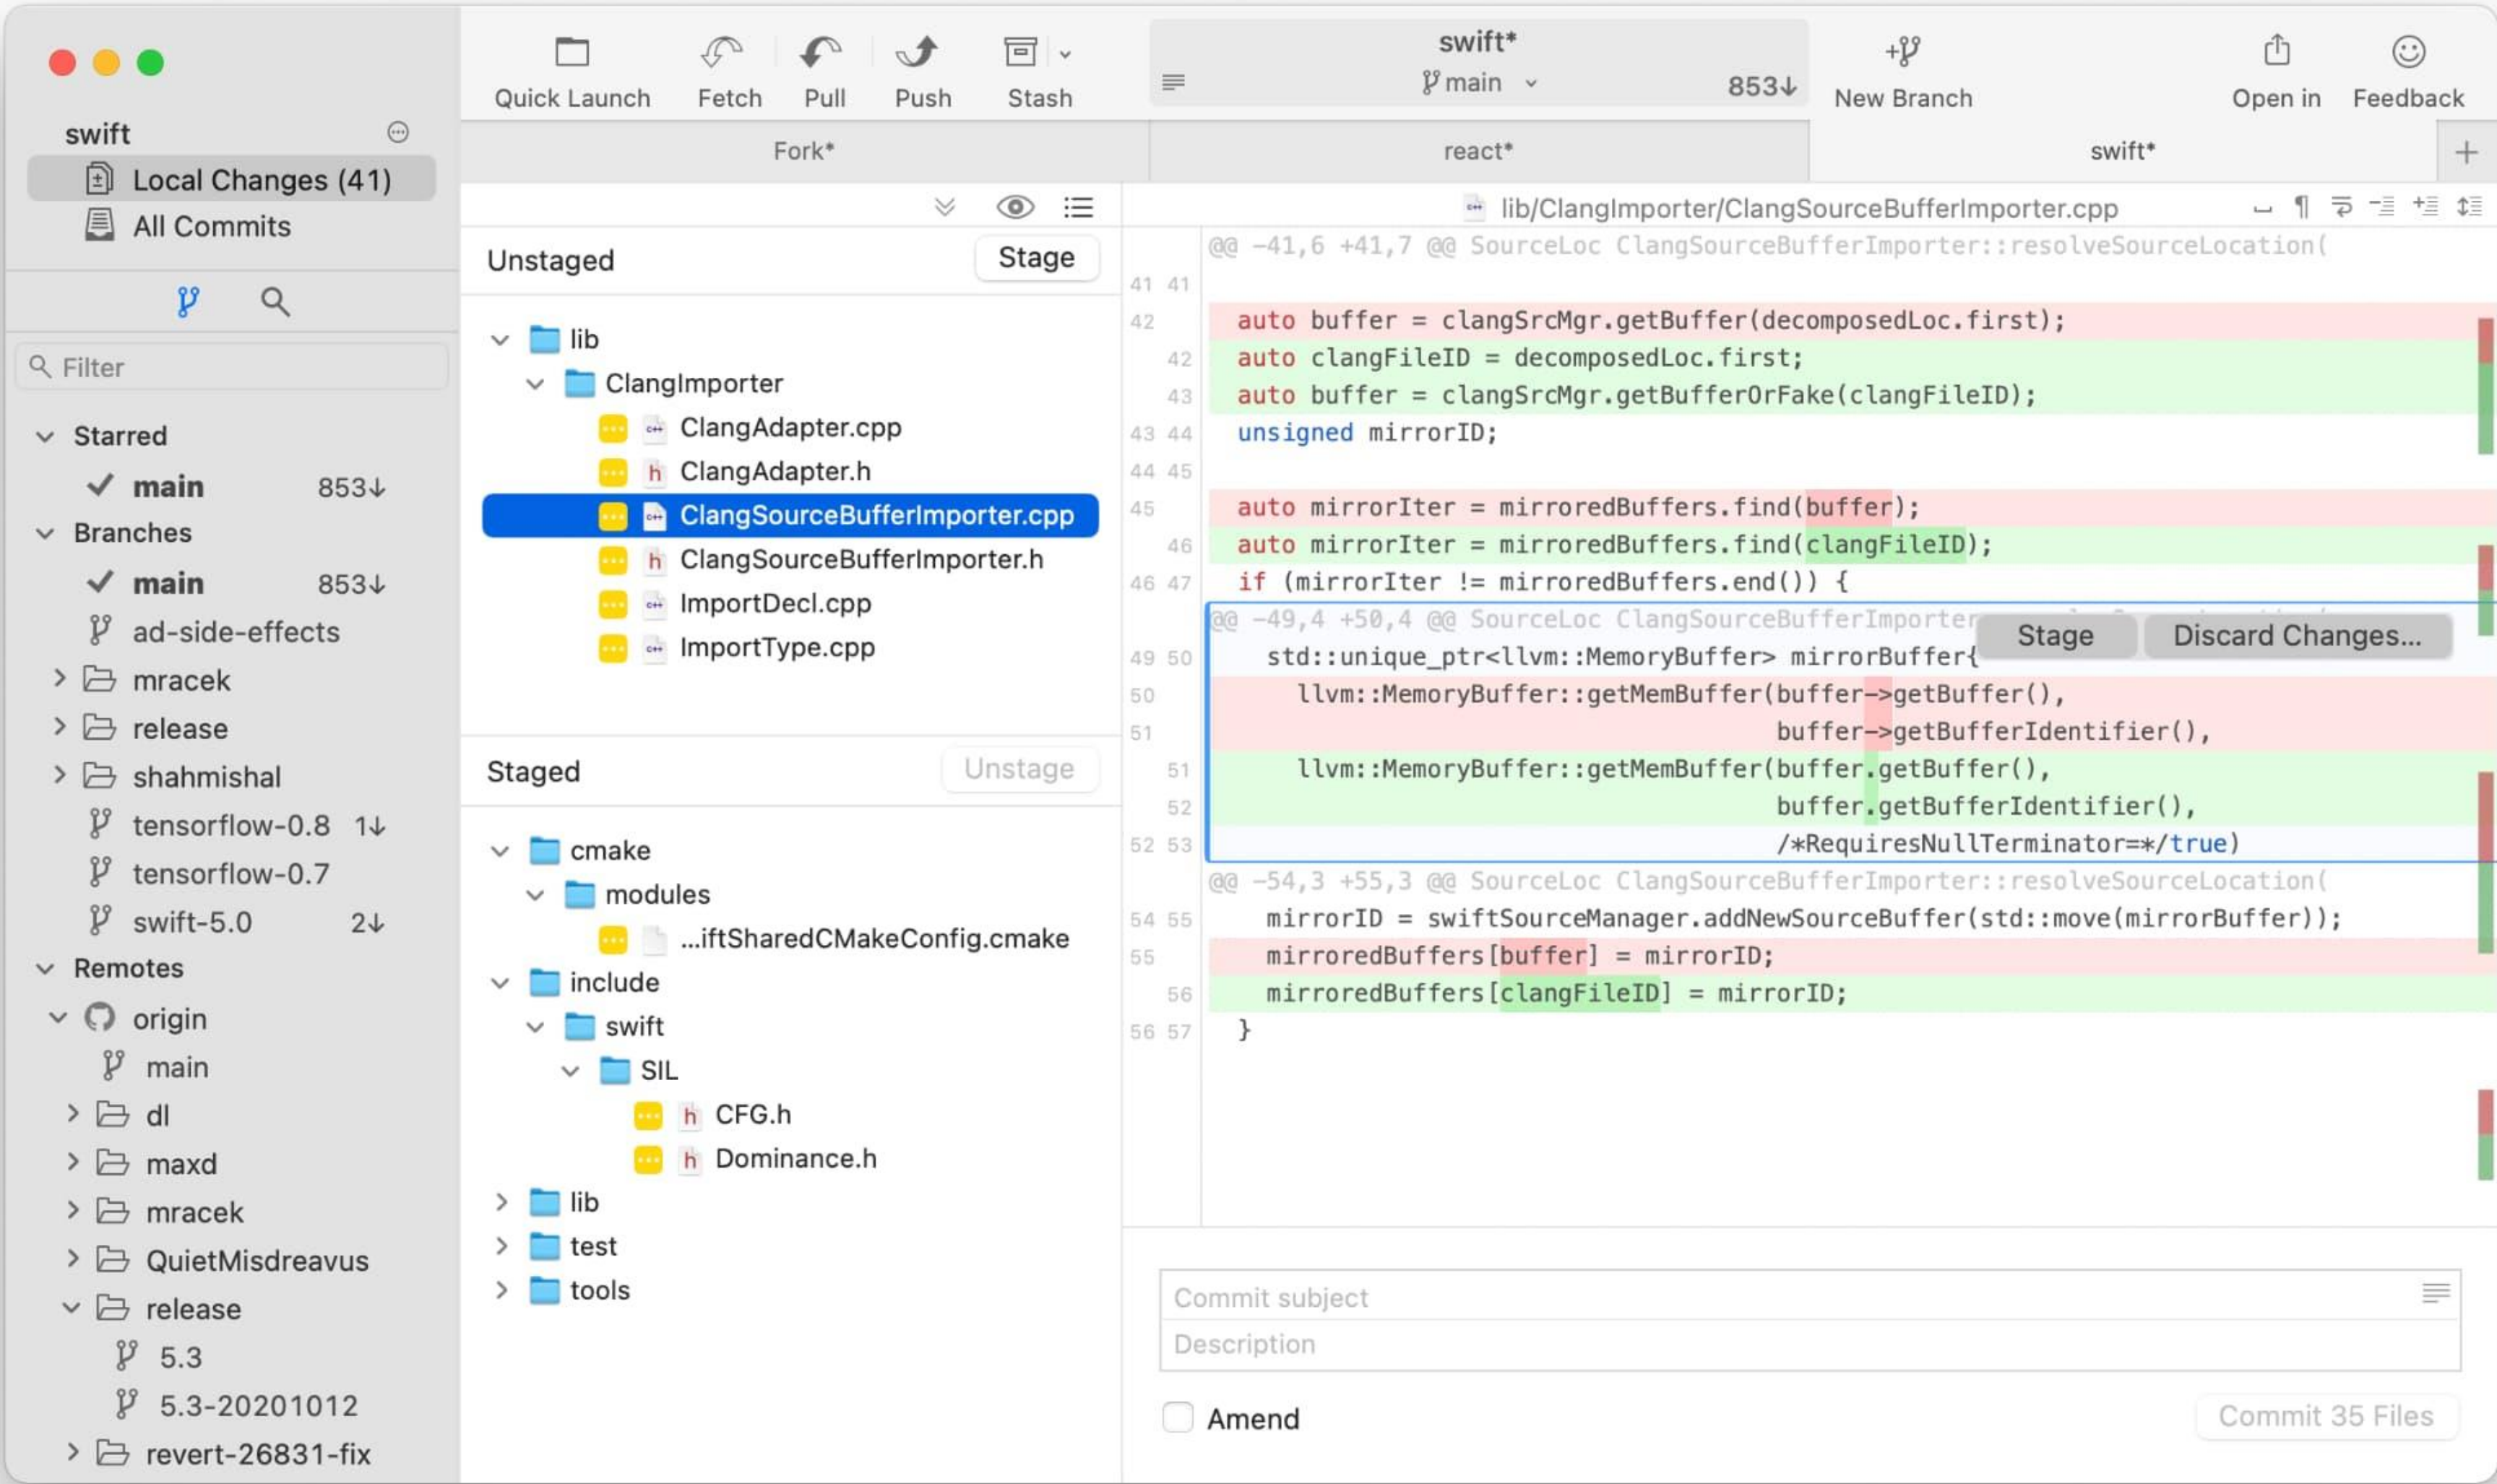 swift
Local Changes (41)
All Commits
Filter
Starred
main 853↓
Branches
main 853↓
ad-side-effects
mracek
release
shahmishal
tensorflow-0.8 1↓
tensorflow-0.7
swift-5.0 2↓
Remotes
origin
main
dl
maxd
mracek
QuietMisdreavus
release
5.3
5.3-20201012
revert-26831-fix
Quick Launch
Fetch
Pull
Push
Stash
swift*
main
853↓
New Branch
Open in
Feedback
Fork*
react*
swift*
Unstaged
Stage
lib
ClangImporter
c++ ClangAdapter.cpp
h ClangAdapter.h
c++ ClangSourceBufferImporter.cpp
h ClangSourceBufferImporter.h
c++ ImportDecl.cpp
c++ ImportType.cpp
Staged
Unstage
cmake
modules
...iftSharedCMakeConfig.cmake
include
swift
SIL
h CFG.h
h Dominance.h
lib
test
tools
c++ lib/ClangImporter/ClangSourceBufferImporter.cpp
@@ -41,6 +41,7 @@ SourceLoc ClangSourceBufferImporter::resolveSourceLocation(
41 41
42 auto buffer = clangSrcMgr.getBuffer(decomposedLoc.first);
42 auto clangFileID = decomposedLoc.first;
43 auto buffer = clangSrcMgr.getBufferOrFake(clangFileID);
43 44 unsigned mirrorID;
44 45
45 auto mirrorIter = mirroredBuffers.find(buffer);
46 auto mirrorIter = mirroredBuffers.find(clangFileID);
46 47 if (mirrorIter != mirroredBuffers.end()) {
@@ -49,4 +50,4 @@ SourceLoc ClangSourceBufferImporter
Stage
Discard Changes...
49 50 std::unique_ptr<llvm::MemoryBuffer> mirrorBuffer{
50 llvm::MemoryBuffer::getMemBuffer(buffer->getBuffer(),
51 buffer->getBufferIdentifier(),
51 llvm::MemoryBuffer::getMemBuffer(buffer.getBuffer(),
52 buffer.getBufferIdentifier(),
52 53 /*RequiresNullTerminator=*/true)
@@ -54,3 +55,3 @@ SourceLoc ClangSourceBufferImporter::resolveSourceLocation(
54 55 mirrorID = swiftSourceManager.addNewSourceBuffer(std::move(mirrorBuffer));
55 mirroredBuffers[buffer] = mirrorID;
56 mirroredBuffers[clangFileID] = mirrorID;
56 57 }
Commit subject
Description
Amend
Commit 35 Files